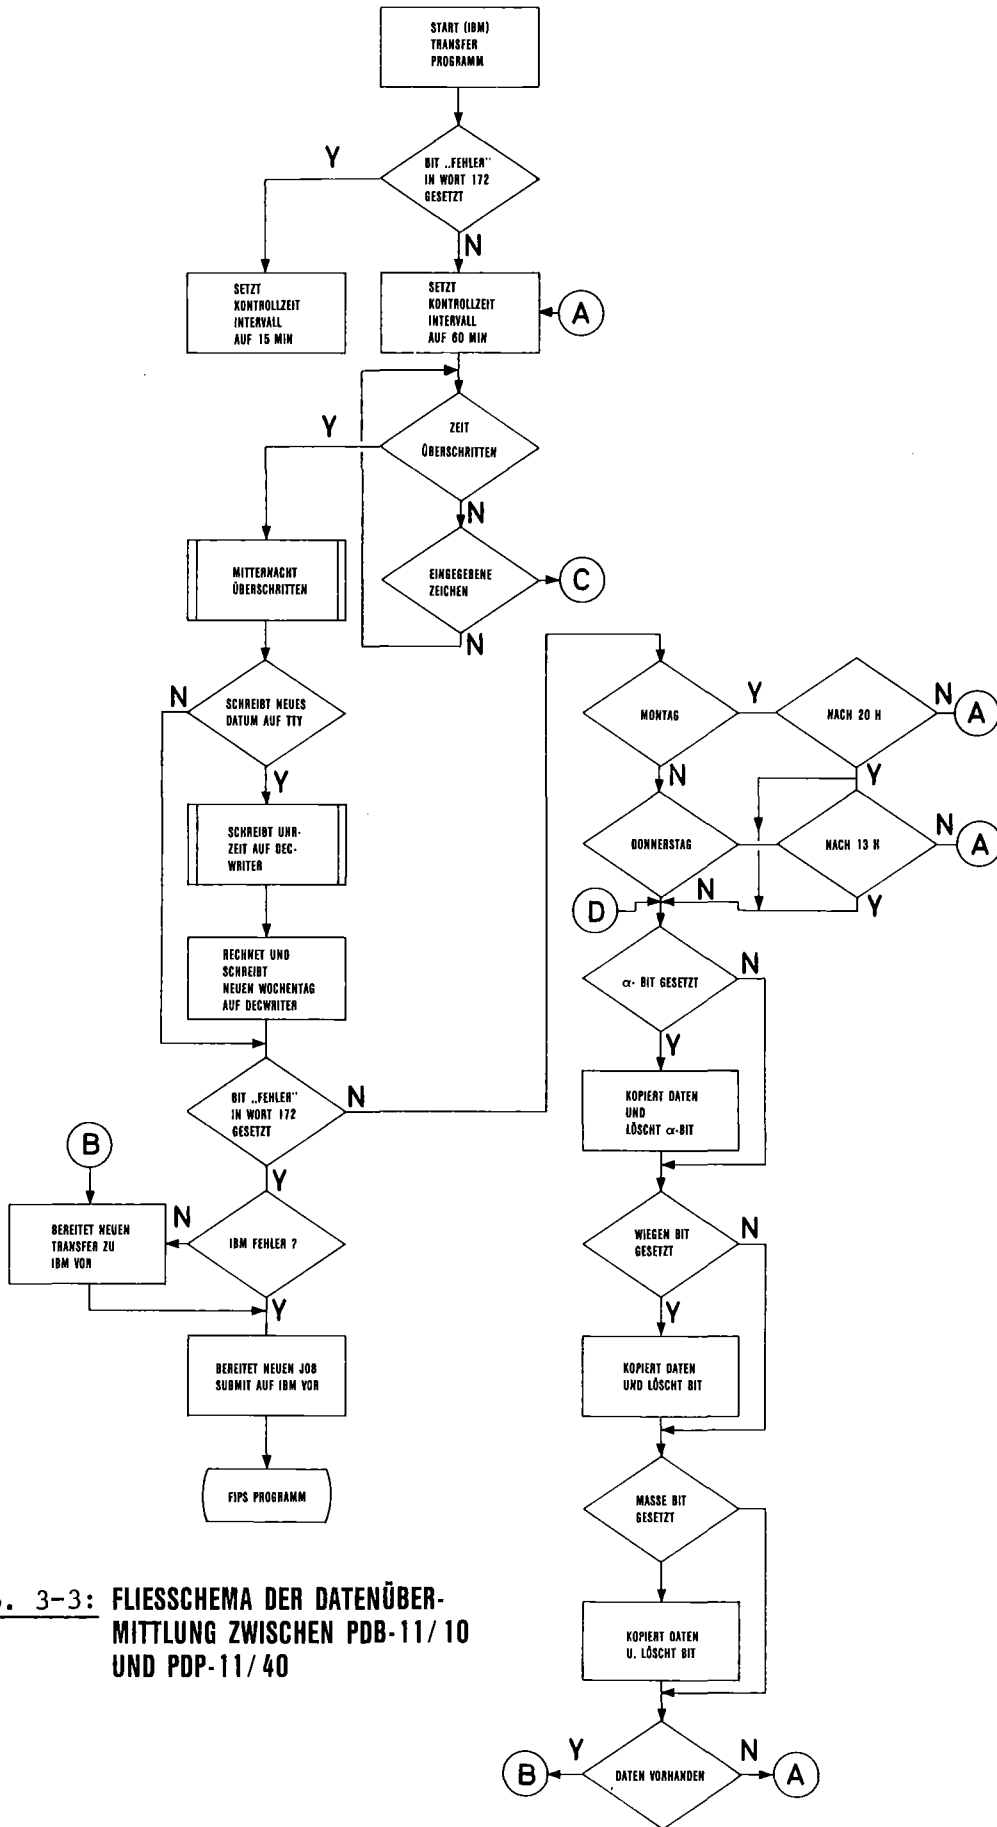 START (IBM)
TRANSFER
PROGRAMM
BIT „FEHLER"
IN WORT 172
GESETZT
Y
N
SETZT
KONTROLLZEIT
INTERVALL
AUF 15 MIN
SETZT
KONTROLLZEIT
INTERVALL
AUF 60 MIN
A
ZEIT
ÜBERSCHRITTEN
Y
N
MITTERNACHT
ÜBERSCHRITTEN
EINGEGEBENE
ZEICHEN
C
N
SCHREIBT NEUES
DATUM AUF TTY
N
Y
SCHREIBT UHR-
ZEIT AUF DEC-
WRITER
RECHNET UND
SCHREIBT
NEUEN WOCHENTAG
AUF DECWRITER
BIT „FEHLER"
IN WORT 172
GESETZT
N
Y
B
BEREITET NEUEN
TRANSFER ZU
IBM VOR
N
IBM FEHLER ?
Y
BEREITET NEUEN JOB
SUBMIT AUF IBM VOR
FIPS PROGRAMM
MONTAG
Y
NACH 20 H
N
A
N
Y
DONNERSTAG
NACH 13 H
N
A
N
Y
D
α- BIT GESETZT
N
Y
KOPIERT DATEN
UND
LÖSCHT α-BIT
WIEGEN BIT
GESETZT
N
Y
KOPIERT DATEN
UND LÖSCHT BIT
MASSE BIT
GESETZT
KOPIERT DATEN
U. LÖSCHT BIT
B
Y
DATEN VORHANDEN
N
A
. 3-3: FLIESSCHEMA DER DATENÜBER-
MITTLUNG ZWISCHEN PDB-11/10
UND PDP-11/40